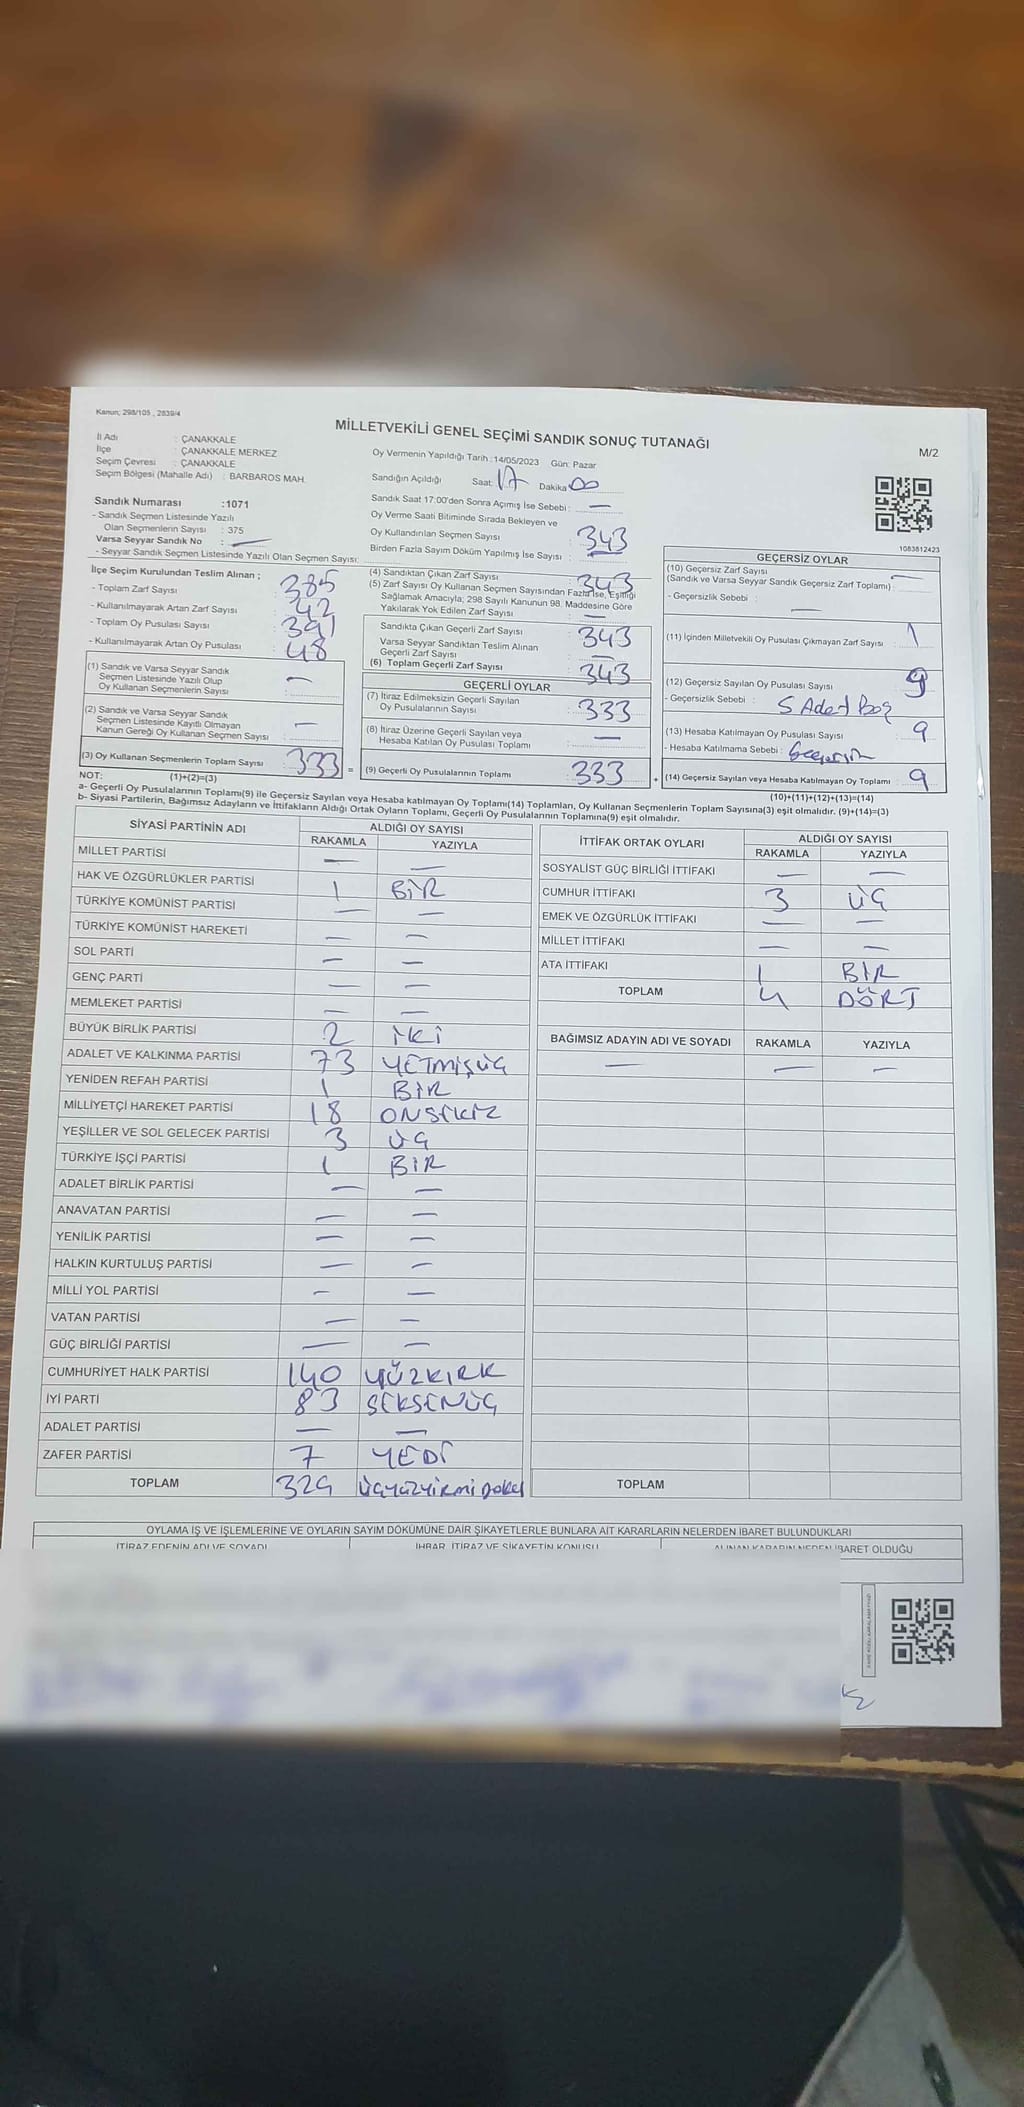 Kanun; 298/105 , 2839/4
MİLLETVEKİLİ GENEL SEÇİMİ SANDIK SONUÇ TUTANAĞI
M/2
İl Adı : ÇANAKKALE
İlçe : ÇANAKKALE MERKEZ
Seçim Çevresi : ÇANAKKALE
Seçim Bölgesi (Mahalle Adı) : BARBAROS MAH.
Oy Vermenin Yapıldığı Tarih : 14/05/2023 Gün: Pazar
Sandığın Açıldığı Saat: 17 Dakika 00
Sandık Saat 17:00'den Sonra Açımış İse Sebebi : —
Oy Verme Saati Bitiminde Sırada Bekleyen ve
Oy Kullandırılan Seçmen Sayısı : 343
Birden Fazla Sayım Döküm Yapılmış İse Sayısı : —
Sandık Numarası :1071
- Sandık Seçmen Listesinde Yazılı
Olan Seçmenlerin Sayısı : 375
Varsa Seyyar Sandık No : —
- Seyyar Sandık Seçmen Listesinde Yazılı Olan Seçmen Sayısı:
1083812423
İlçe Seçim Kurulundan Teslim Alınan ;
- Toplam Zarf Sayısı : 385
- Kullanılmayarak Artan Zarf Sayısı : 42
- Toplam Oy Pusulası Sayısı : 391
- Kullanılmayarak Artan Oy Pusulası : 48
(1) Sandık ve Varsa Seyyar Sandık
Seçmen Listesinde Yazılı Olup
Oy Kullanan Seçmenlerin Sayısı : —
(2) Sandık ve Varsa Seyyar Sandık
Seçmen Listesinde Kayıtlı Olmayan
Kanun Gereği Oy Kullanan Seçmen Sayısı : —
(3) Oy Kullanan Seçmenlerin Toplam Sayısı : 333 =
(4) Sandıktan Çıkan Zarf Sayısı : 343
(5) Zarf Sayısı Oy Kullanan Seçmen Sayısından Fazla İse, Eşitliği
Sağlamak Amacıyla; 298 Sayılı Kanunun 98. Maddesine Göre
Yakılarak Yok Edilen Zarf Sayısı : —
Sandıkta Çıkan Geçerli Zarf Sayısı : 343
Varsa Seyyar Sandıktan Teslim Alınan
Geçerli Zarf Sayısı : —
(6) Toplam Geçerli Zarf Sayısı : 343
GEÇERLİ OYLAR
(7) İtiraz Edilmeksizin Geçerli Sayılan
Oy Pusulalarının Sayısı : 333
(8) İtiraz Üzerine Geçerli Sayılan veya
Hesaba Katılan Oy Pusulası Toplamı : —
(9) Geçerli Oy Pusulalarının Toplamı : 333 +
GEÇERSİZ OYLAR
(10) Geçersiz Zarf Sayısı
(Sandık ve Varsa Seyyar Sandık Geçersiz Zarf Toplamı) : —
- Geçersizlik Sebebi : —
(11) İçinden Milletvekili Oy Pusulası Çıkmayan Zarf Sayısı : 1
(12) Geçersiz Sayılan Oy Pusulası Sayısı : 9
- Geçersizlik Sebebi : 5 Adet Boş
(13) Hesaba Katılmayan Oy Pusulası Sayısı : 9
- Hesaba Katılmama Sebebi : Geçersiz
(14) Geçersiz Sayılan veya Hesaba Katılmayan Oy Toplamı : 9
NOT: (1)+(2)=(3)
(10)+(11)+(12)+(13)=(14)
a- Geçerli Oy Pusulalarının Toplamı(9) ile Geçersiz Sayılan veya Hesaba katılmayan Oy Toplamı(14) Toplamları, Oy Kullanan Seçmenlerin Toplam Sayısına(3) eşit olmalıdır. (9)+(14)=(3)
b- Siyasi Partilerin, Bağımsız Adayların ve İttifakların Aldığı Ortak Oyların Toplamı, Geçerli Oy Pusulalarının Toplamına(9) eşit olmalıdır.
SİYASİ PARTİNİN ADI ALDIĞI OY SAYISI
RAKAMLA YAZIYLA
MİLLET PARTİSİ — —
HAK VE ÖZGÜRLÜKLER PARTİSİ 1 BİR
TÜRKİYE KOMÜNİST PARTİSİ — —
TÜRKİYE KOMÜNİST HAREKETİ — —
SOL PARTİ — —
GENÇ PARTİ — —
MEMLEKET PARTİSİ — —
BÜYÜK BİRLİK PARTİSİ 2 İKİ
ADALET VE KALKINMA PARTİSİ 73 YETMİŞÜÇ
YENİDEN REFAH PARTİSİ 1 BİR
MİLLİYETÇİ HAREKET PARTİSİ 18 ONSEKİZ
YEŞİLLER VE SOL GELECEK PARTİSİ 3 ÜÇ
TÜRKİYE İŞÇİ PARTİSİ 1 BİR
ADALET BİRLİK PARTİSİ — —
ANAVATAN PARTİSİ — —
YENİLİK PARTİSİ — —
HALKIN KURTULUŞ PARTİSİ — —
MİLLİ YOL PARTİSİ — —
VATAN PARTİSİ — —
GÜÇ BİRLİĞİ PARTİSİ — —
CUMHURİYET HALK PARTİSİ 140 YÜZKIRK
İYİ PARTİ 83 SEKSENÜÇ
ADALET PARTİSİ — —
ZAFER PARTİSİ 7 YEDİ
TOPLAM 329 ÜÇYÜZYİRMİDOKUZ
İTTİFAK ORTAK OYLARI ALDIĞI OY SAYISI
RAKAMLA YAZIYLA
SOSYALİST GÜÇ BİRLİĞİ İTTİFAKI — —
CUMHUR İTTİFAKI 3 ÜÇ
EMEK VE ÖZGÜRLÜK İTTİFAKI — —
MİLLET İTTİFAKI — —
ATA İTTİFAKI 1 BİR
TOPLAM 4 DÖRT
BAĞIMSIZ ADAYIN ADI VE SOYADI RAKAMLA YAZIYLA
— — —
TOPLAM
OYLAMA İŞ VE İŞLEMLERİNE VE OYLARIN SAYIM DÖKÜMÜNE DAİR ŞİKAYETLERLE BUNLARA AİT KARARLARIN NELERDEN İBARET BULUNDUKLARI
İTİRAZ EDENİN ADI VE SOYADI İHBAR, İTİRAZ VE ŞİKAYETİN KONUSU ALINAN KARARIN NEDEN İBARET OLDUĞU